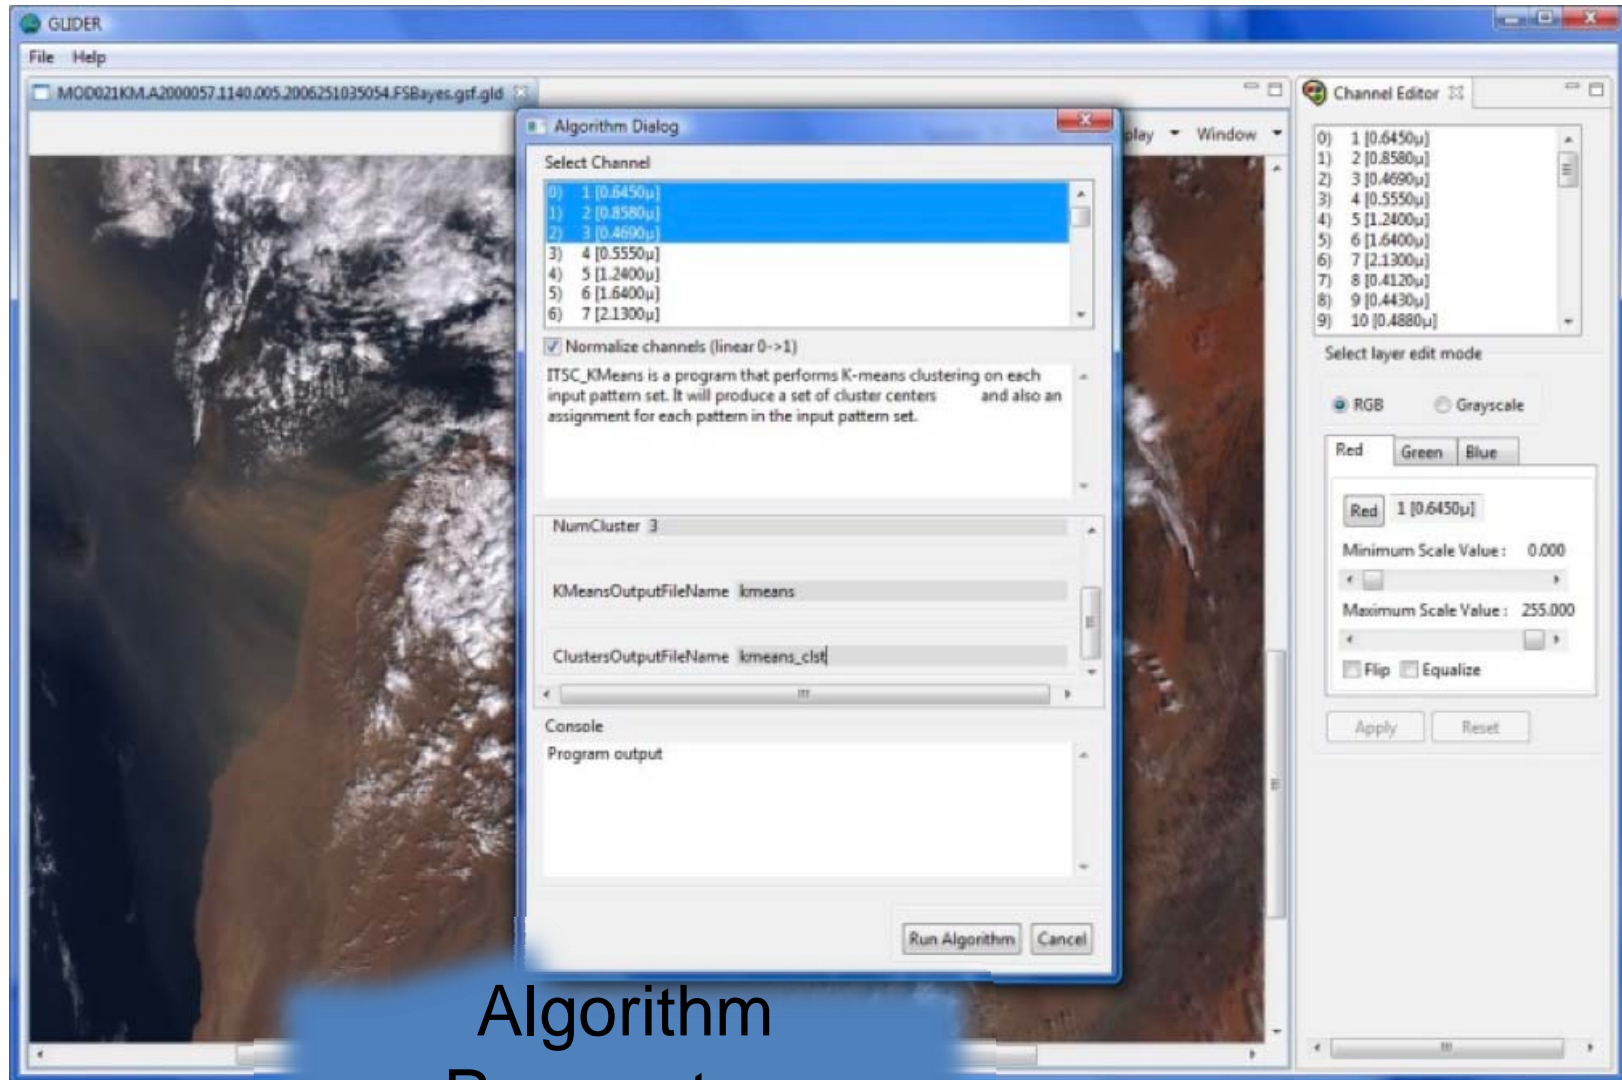 GLIDER
File Help
MOD021KM.A2000057.1140.005.2006251035054.FSBayes.gsf.gld
Window
Algorithm Dialog
Select Channel
0) 1 [0.6450µ]
1) 2 [0.8580µ]
2) 3 [0.4690µ]
3) 4 [0.5550µ]
4) 5 [1.2400µ]
5) 6 [1.6400µ]
6) 7 [2.1300µ]
Normalize channels (linear 0->1)
ITSC_KMeans is a program that performs K-means clustering on each
input pattern set. It will produce a set of cluster centers and also an
assignment for each pattern in the input pattern set.
NumCluster 3
KMeansOutputFileName kmeans
ClustersOutputFileName kmeans_clst
Console
Program output
Run Algorithm Cancel
Channel Editor
0) 1 [0.6450µ]
1) 2 [0.8580µ]
2) 3 [0.4690µ]
3) 4 [0.5550µ]
4) 5 [1.2400µ]
5) 6 [1.6400µ]
6) 7 [2.1300µ]
7) 8 [0.4120µ]
8) 9 [0.4430µ]
9) 10 [0.4880µ]
Select layer edit mode
RGB Grayscale
Red Green Blue
Red 1 [0.6450µ]
Minimum Scale Value : 0.000
Maximum Scale Value : 255.000
Flip Equalize
Apply Reset
Algorithm